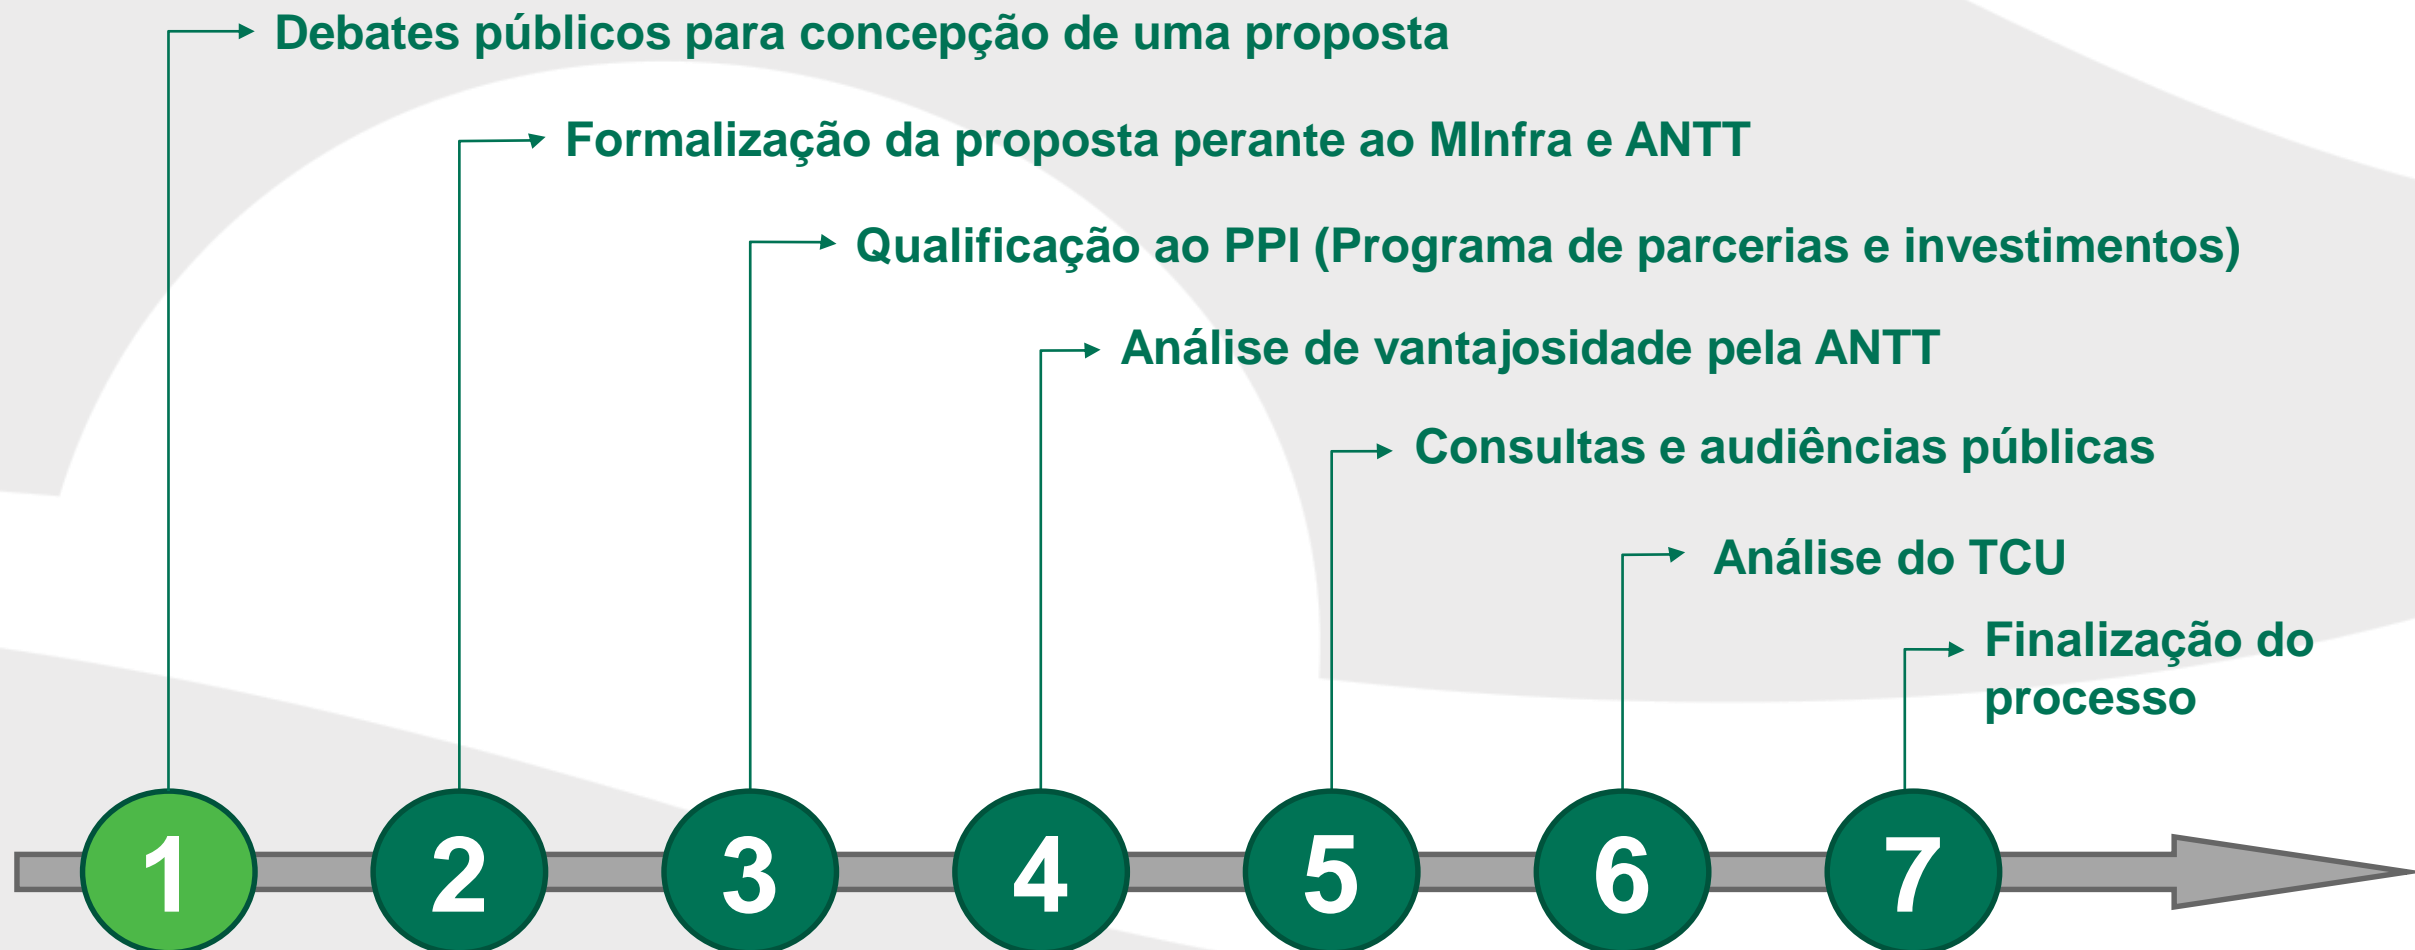 Debates públicos para concepção de uma proposta
Formalização da proposta perante ao MInfra e ANTT
Qualificação ao PPI (Programa de parcerias e investimentos)
Análise de vantajosidade pela ANTT
Consultas e audiências públicas
Análise do TCU
Finalização do
processo
1 2 3 4 5 6 7